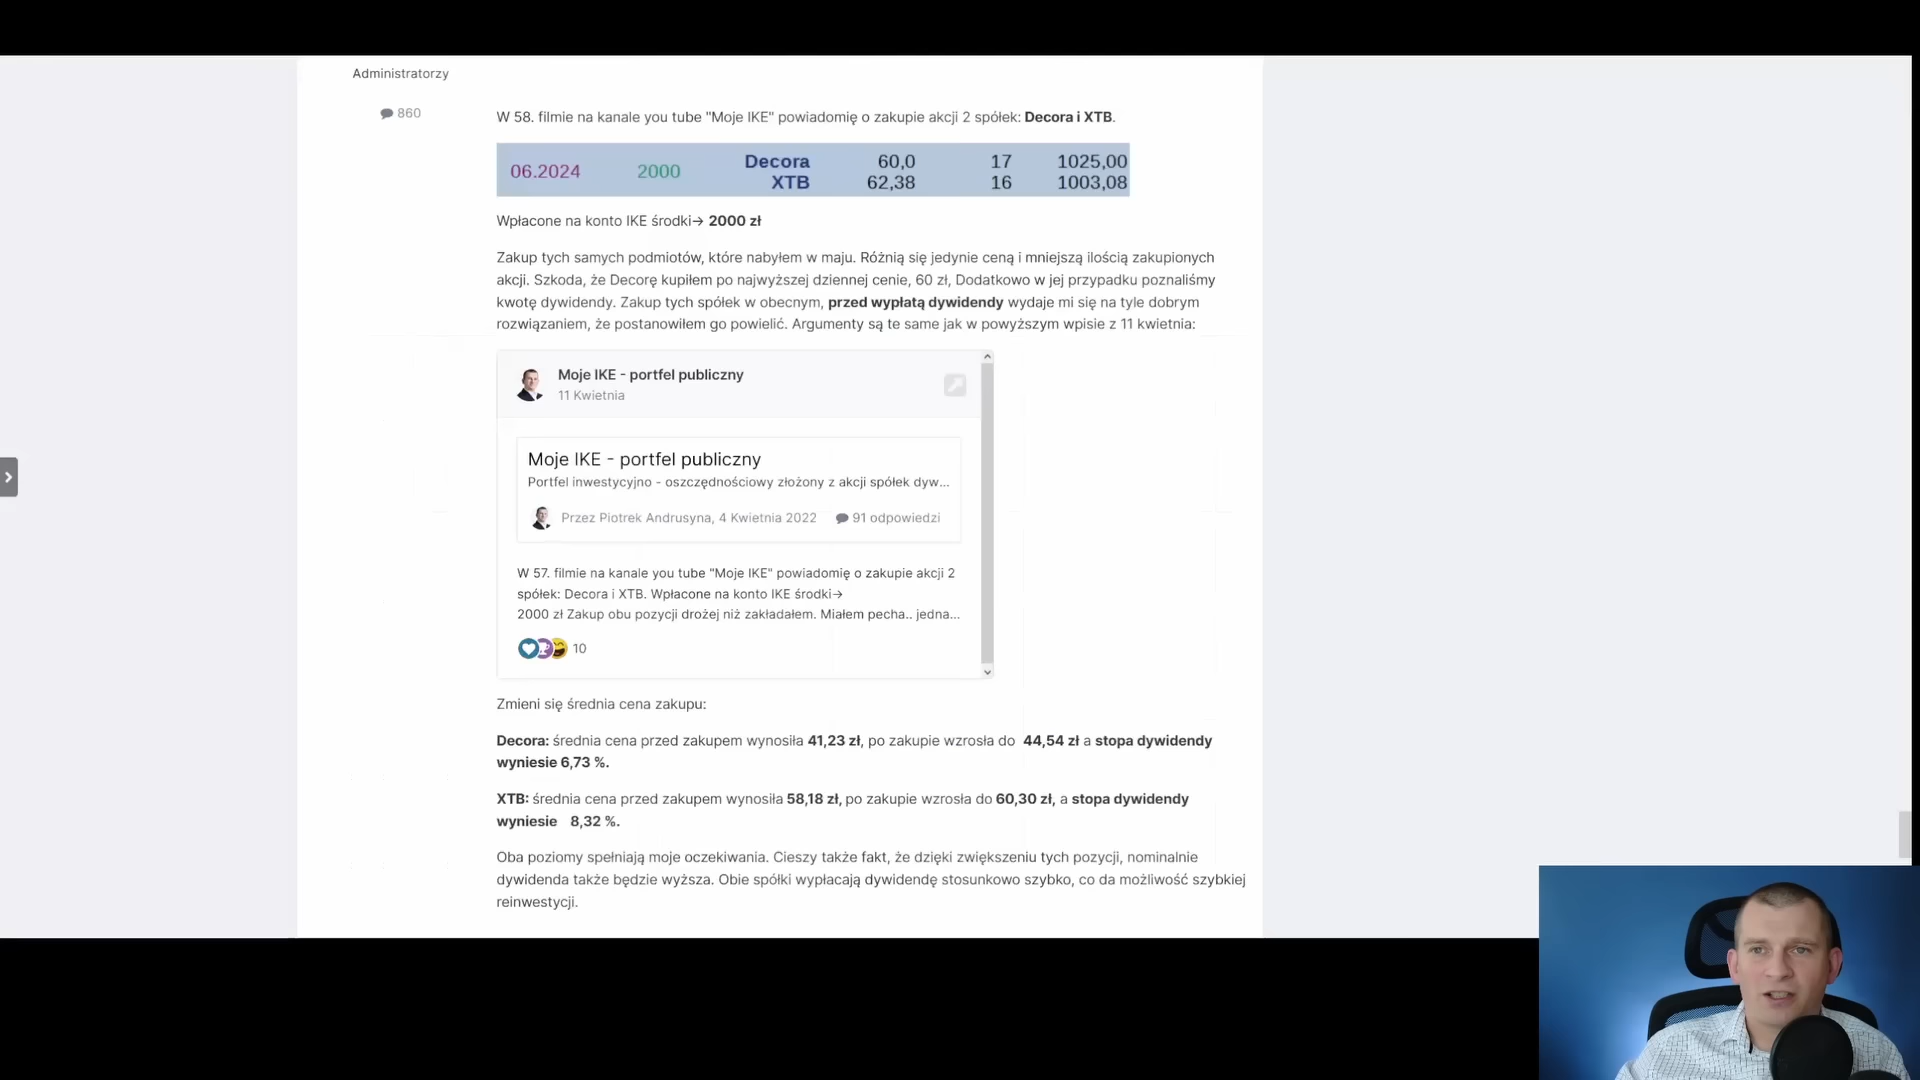 Administratorzy
860
W 58. filmie na kanale you tube "Moje IKE" powiadomię o zakupie akcji 2 spółek: Decora i XTB.
06.2024 2000 Decora 60,0 17 1025,00
XTB 62,38 16 1003,08
Wpłacone na konto IKE środki→ 2000 zł
Zakup tych samych podmiotów, które nabyłem w maju. Różnią się jedynie ceną i mniejszą ilością zakupionych
akcji. Szkoda, że Decorę kupiłem po najwyższej dziennej cenie, 60 zł, Dodatkowo w jej przypadku poznaliśmy
kwotę dywidendy. Zakup tych spółek w obecnym, przed wypłatą dywidendy wydaje mi się na tyle dobrym
rozwiązaniem, że postanowiłem go powielić. Argumenty są te same jak w powyższym wpisie z 11 kwietnia:
Moje IKE - portfel publiczny
11 Kwietnia
Moje IKE - portfel publiczny
Portfel inwestycyjno - oszczędnościowy złożony z akcji spółek dyw...
Przez Piotrek Andrusyna, 4 Kwietnia 2022 91 odpowiedzi
W 57. filmie na kanale you tube "Moje IKE" powiadomię o zakupie akcji 2
spółek: Decora i XTB. Wpłacone na konto IKE środki→
2000 zł Zakup obu pozycji drożej niż zakładałem. Miałem pecha.. jedna...
10
Zmieni się średnia cena zakupu:
Decora: średnia cena przed zakupem wynosiła 41,23 zł, po zakupie wzrosła do 44,54 zł a stopa dywidendy
wyniesie 6,73 %.
XTB: średnia cena przed zakupem wynosiła 58,18 zł, po zakupie wzrosła do 60,30 zł, a stopa dywidendy
wyniesie 8,32 %.
Oba poziomy spełniają moje oczekiwania. Cieszy także fakt, że dzięki zwiększeniu tych pozycji, nominalnie
dywidenda także będzie wyższa. Obie spółki wypłacają dywidendę stosunkowo szybko, co da możliwość szybkiej
reinwestycji.